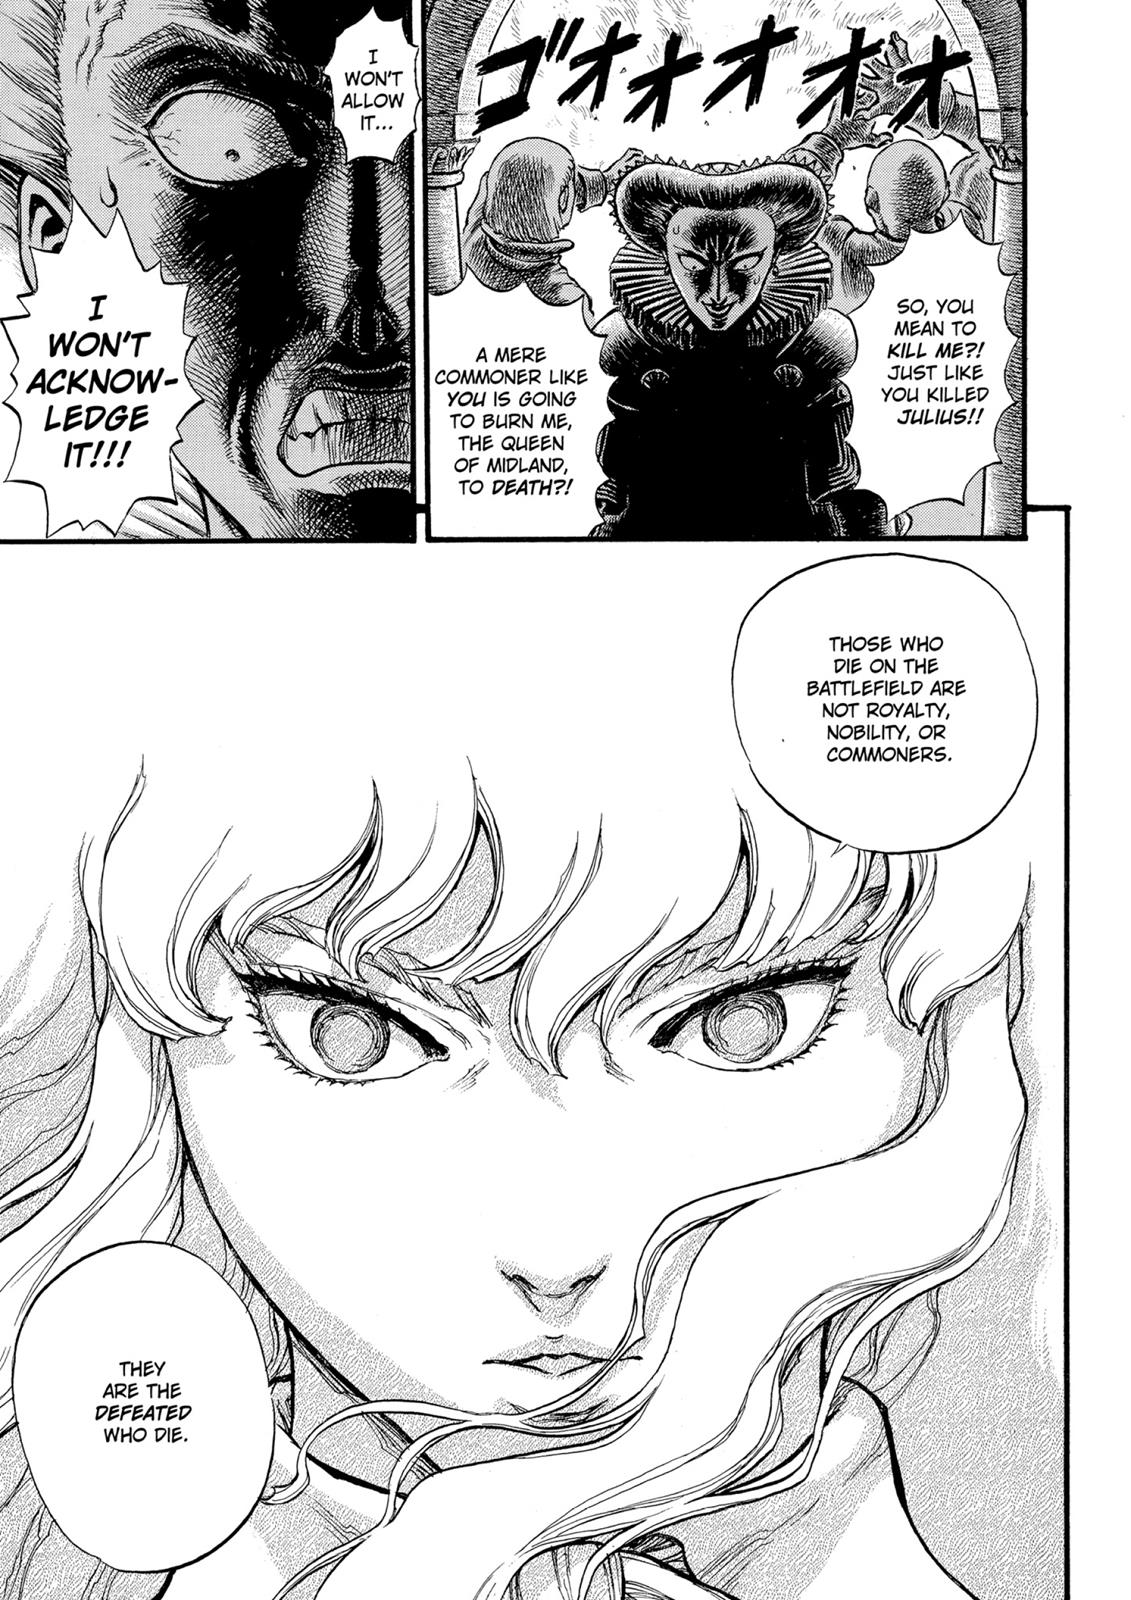 ゴオオオオオ
SO, YOU
MEAN TO
KILL ME?!
JUST LIKE
YOU KILLED
JULIUS!!
A MERE
COMMONER LIKE
YOU IS GOING
TO BURN ME,
THE QUEEN
OF MIDLAND,
TO DEATH?!
I
WON'T
ALLOW
IT...
I
WON'T
ACKNOW-
LEDGE
IT!!!
THOSE WHO
DIE ON THE
BATTLEFIELD ARE
NOT ROYALTY,
NOBILITY, OR
COMMONERS.
THEY
ARE THE
DEFEATED
WHO DIE.